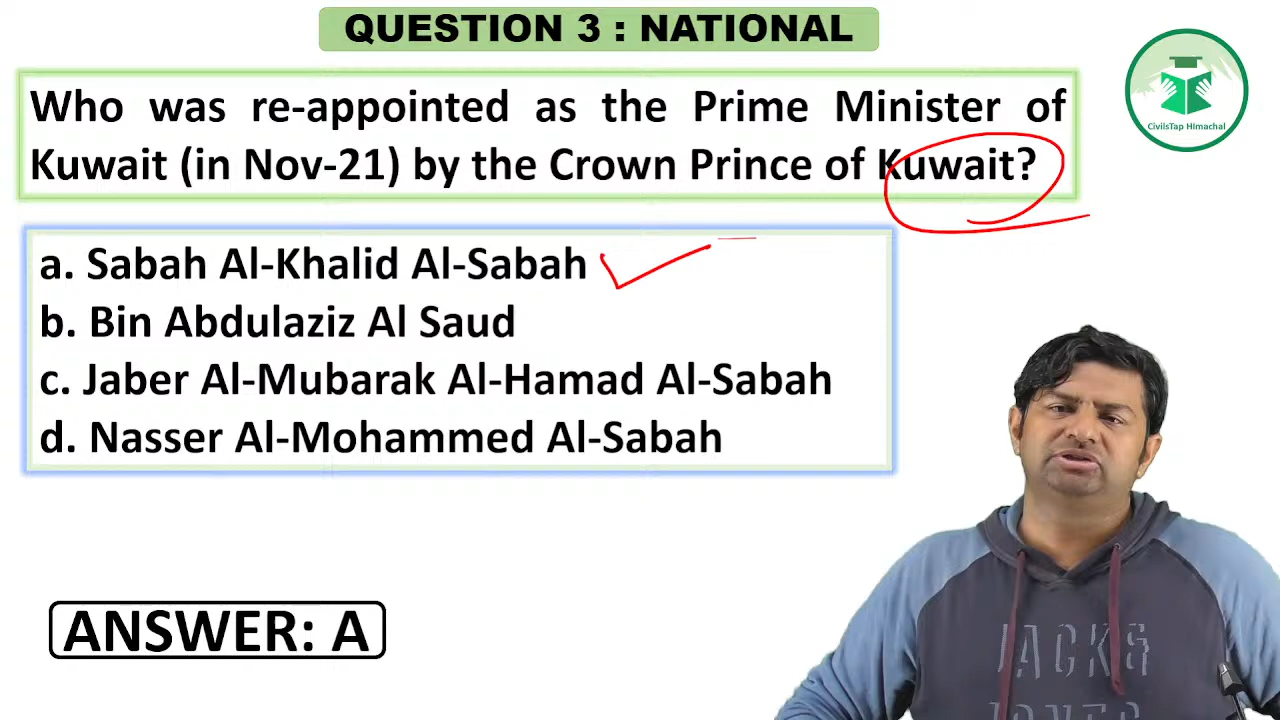 QUESTION 3 : NATIONAL
Who was re-appointed as the Prime Minister of
Kuwait (in Nov-21) by the Crown Prince of Kuwait?
CivilsTap HImachal
a. Sabah Al-Khalid Al-Sabah
b. Bin Abdulaziz Al Saud
c. Jaber Al-Mubarak Al-Hamad Al-Sabah
d. Nasser Al-Mohammed Al-Sabah
ANSWER: A
JACKS
JONES